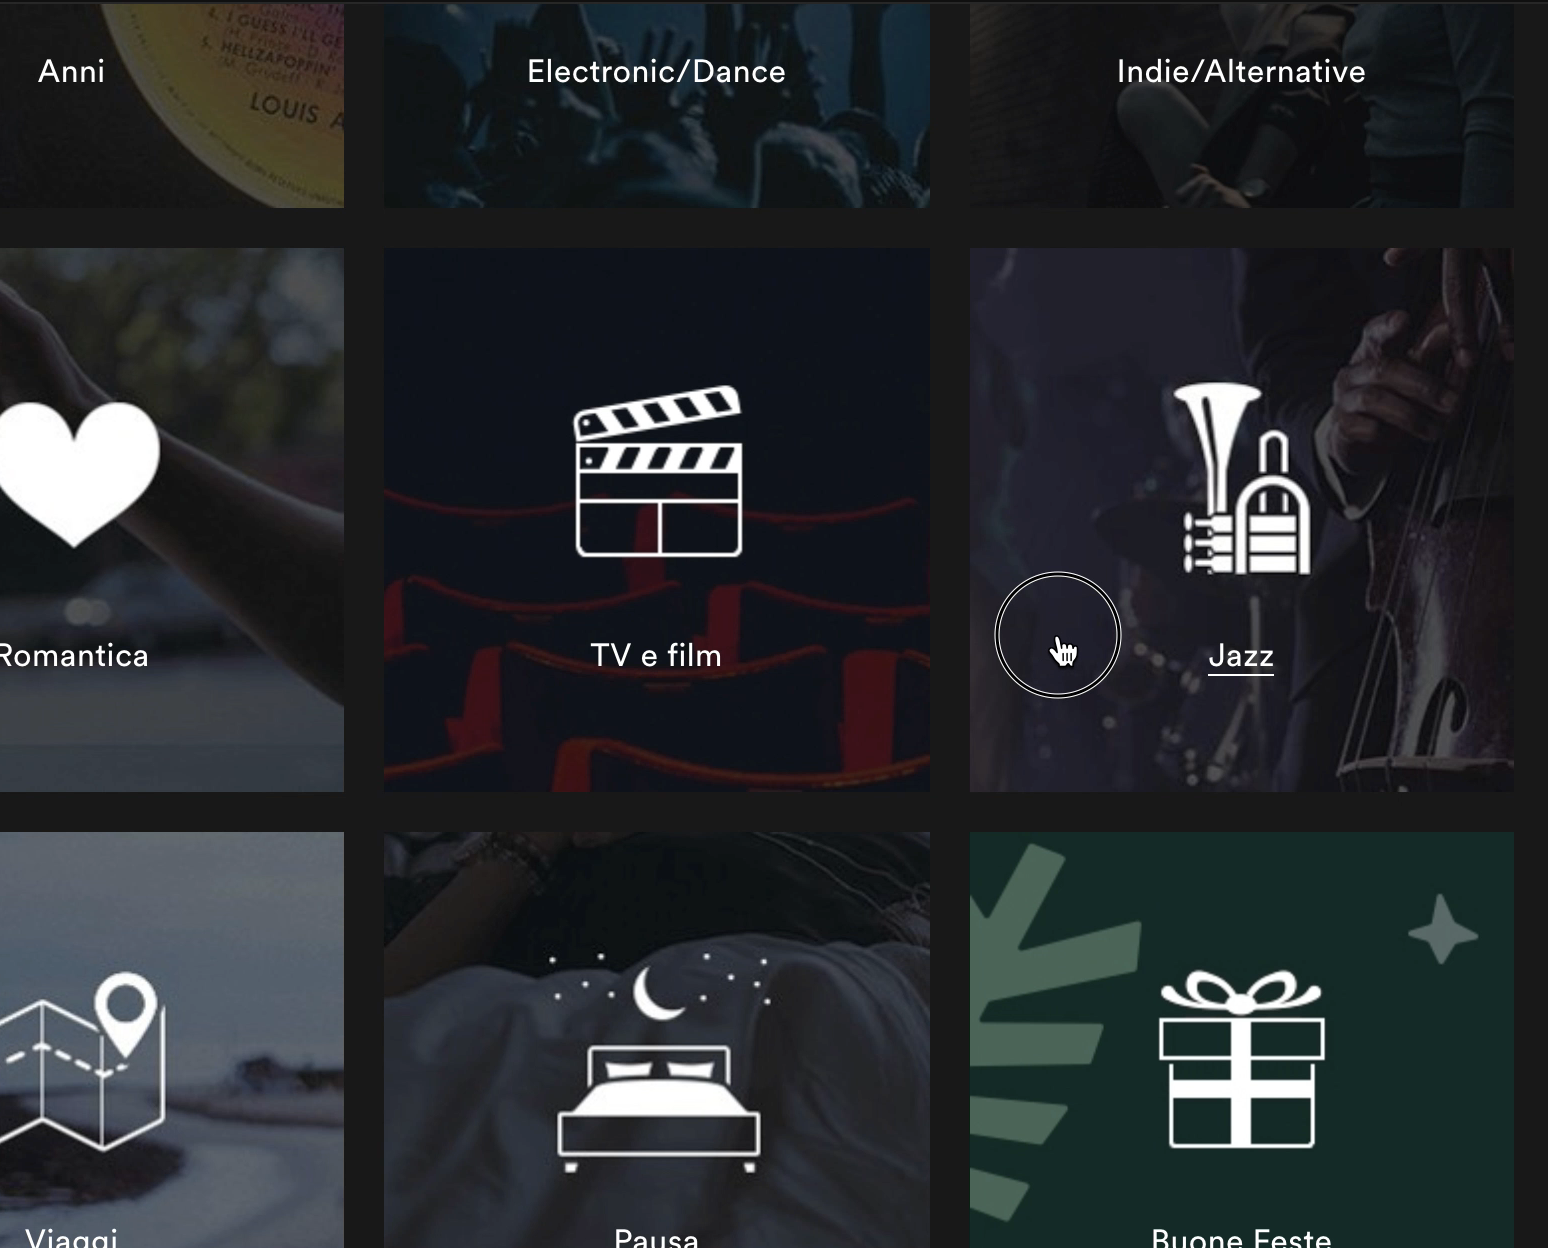 4. I GUESS I'LL GE
5. HELLZAPOPPIN'
LOUIS A
Anni
Electronic/Dance
Indie/Alternative
Romantica
TV e film
Jazz
Viaggi
Pausa
Buone Feste